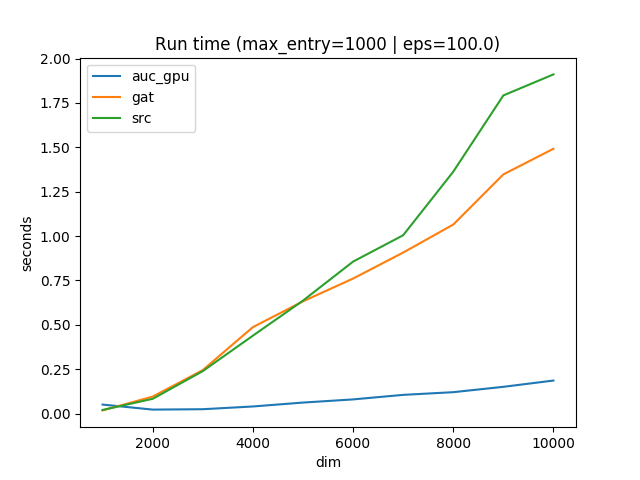 Run time (max_entry=1000 | eps=100.0)
auc_gpu
gat
src
2.00
1.75
1.50
1.25
1.00
0.75
0.50
0.25
0.00
seconds
2000 4000 6000 8000 10000
dim